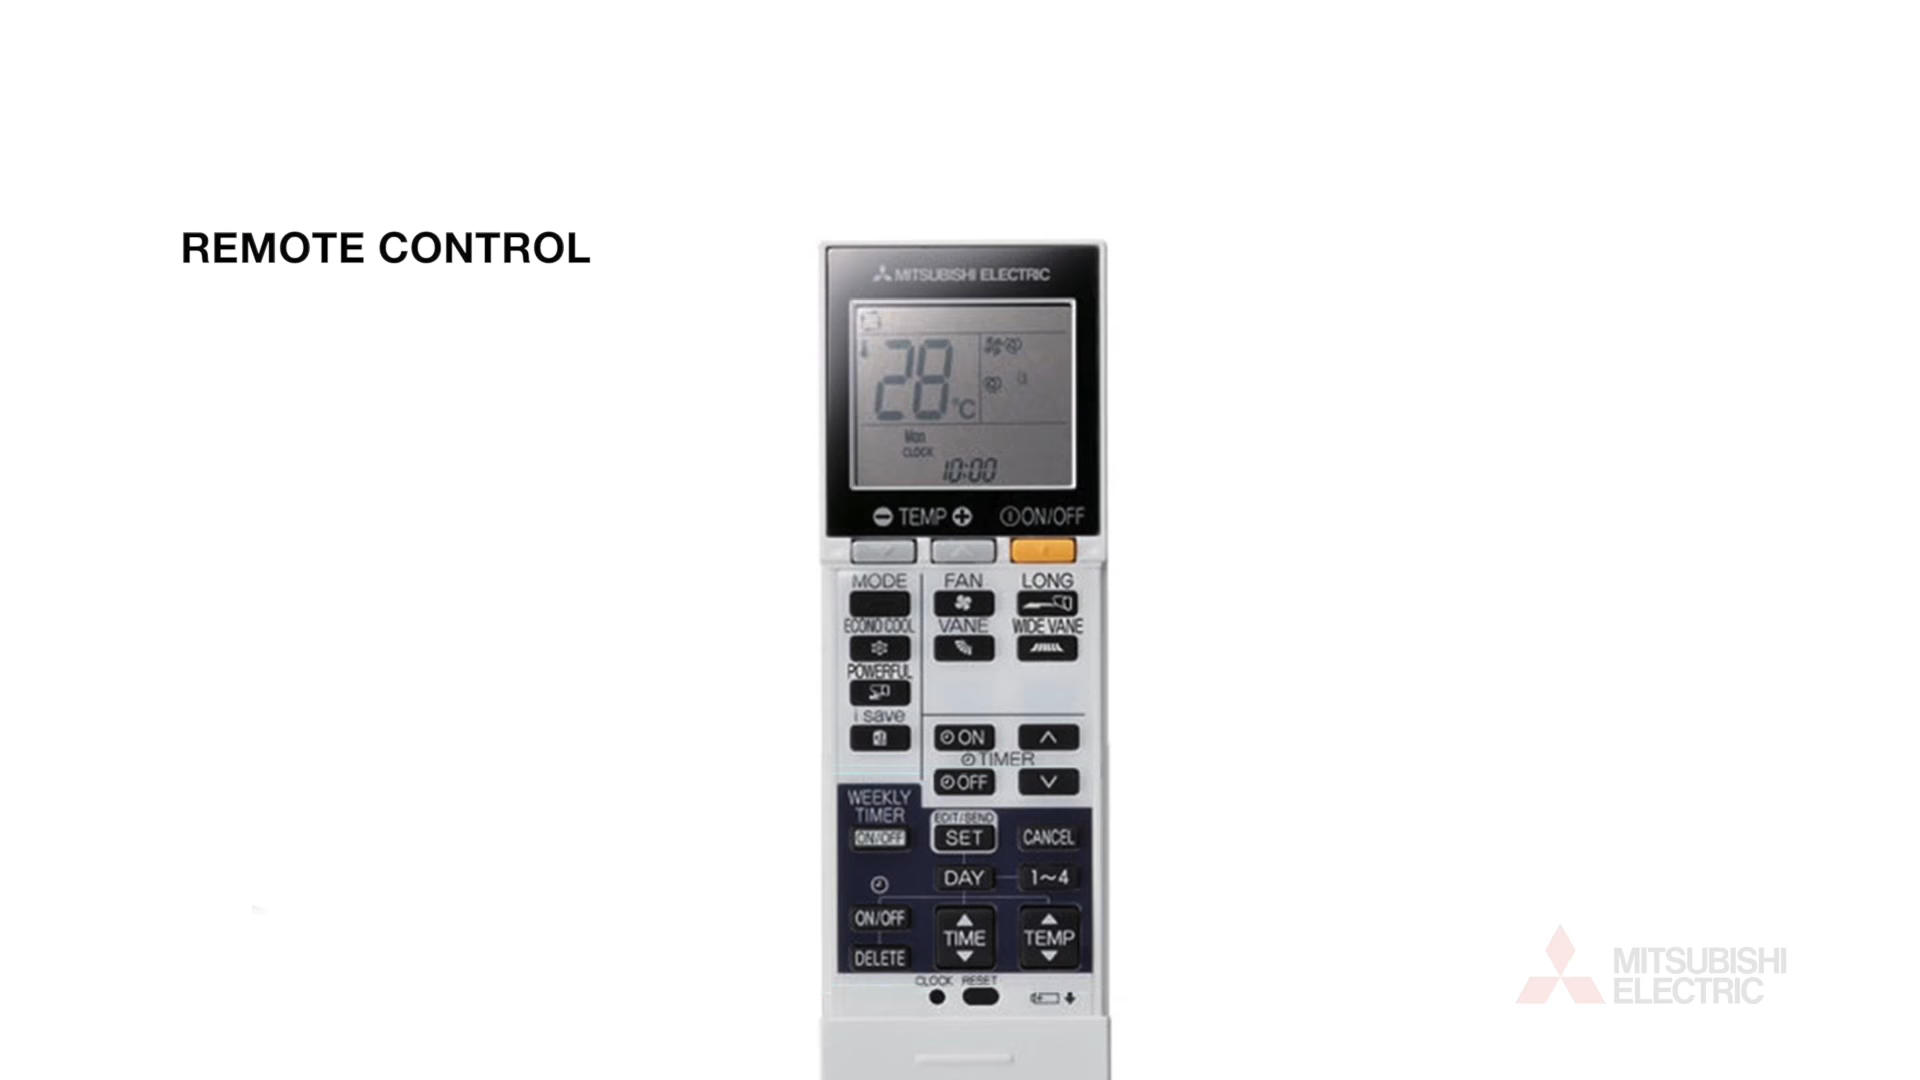 REMOTE CONTROL
MITSUBISHI ELECTRIC
28°C
Mon
CLOCK
10:00
TEMP ON/OFF
MODE FAN LONG
ECONO COOL VANE WIDE VANE
POWERFUL
i save
ON
TIMER
OFF
WEEKLY
TIMER
ON/OFF
EDIT/SEND
SET CANCEL
DAY 1~4
ON/OFF
TIME TEMP
DELETE
CLOCK RESET
MITSUBISHI
ELECTRIC